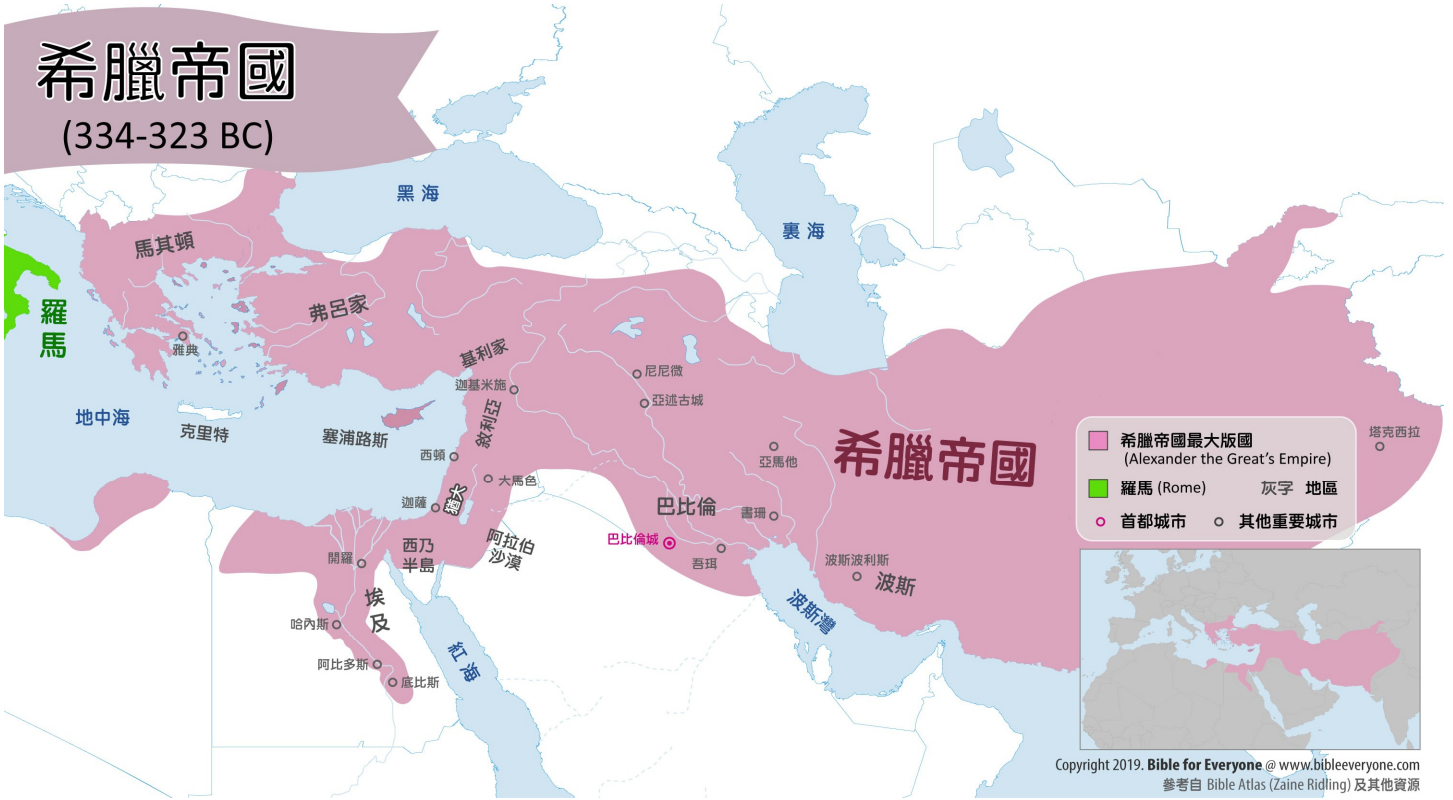 希臘帝國
(334-323 BC)
黑海
裏海
馬其頓
羅馬
弗呂家
雅典
基利家
迦基米施
尼尼微
亞述古城
地中海
克里特
塞浦路斯
敘利亞
西頓
大馬色
亞馬他
希臘帝國
塔克西拉
迦薩
猶大
巴比倫
書珊
巴比倫城
吾珥
阿拉伯
沙漠
西乃
半島
開羅
埃及
波斯波利斯
波斯
波斯灣
哈內斯
阿比多斯
底比斯
紅海
希臘帝國最大版國
(Alexander the Great's Empire)
羅馬 (Rome)
灰字 地區
首都城市
其他重要城市
Copyright 2019. Bible for Everyone @ www.bibleeveryone.com
參考自 Bible Atlas (Zaine Ridling) 及其他資源